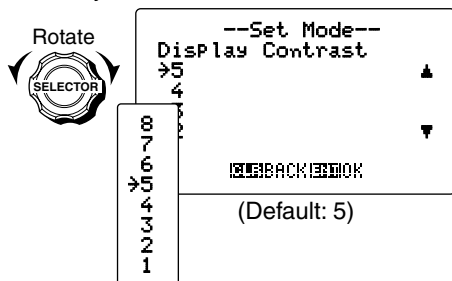 Rotate
SELECTOR
--Set Mode--
Display Contrast
→5
4
CLR BACK ENT OK
8
7
6
→5
4
3
2
1
(Default: 5)